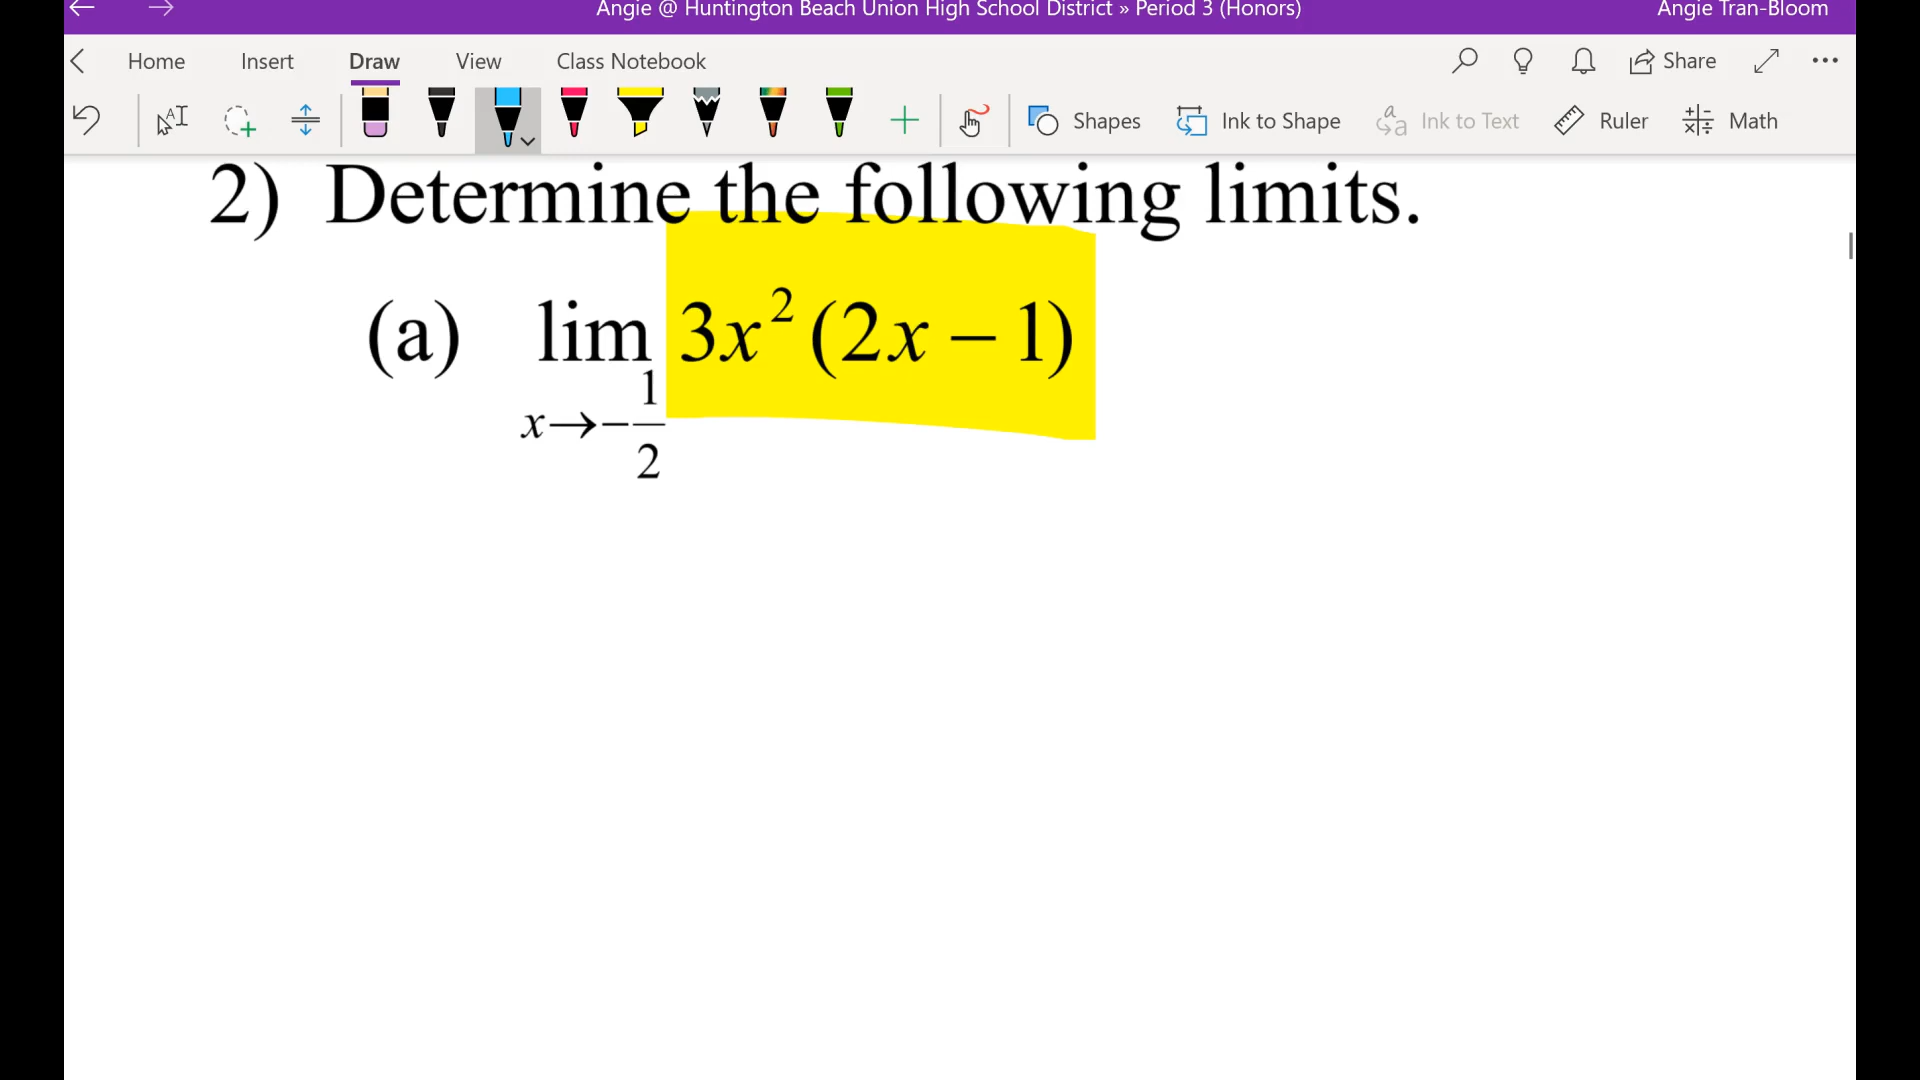 Angie @ Huntington Beach Union High School District » Period 3 (Honors) Angie Tran-Bloom
Home Insert Draw View Class Notebook Share
Shapes Ink to Shape Ink to Text Ruler Math
2) Determine the following limits.
(a) lim 3x²(2x − 1)
x→−1/2